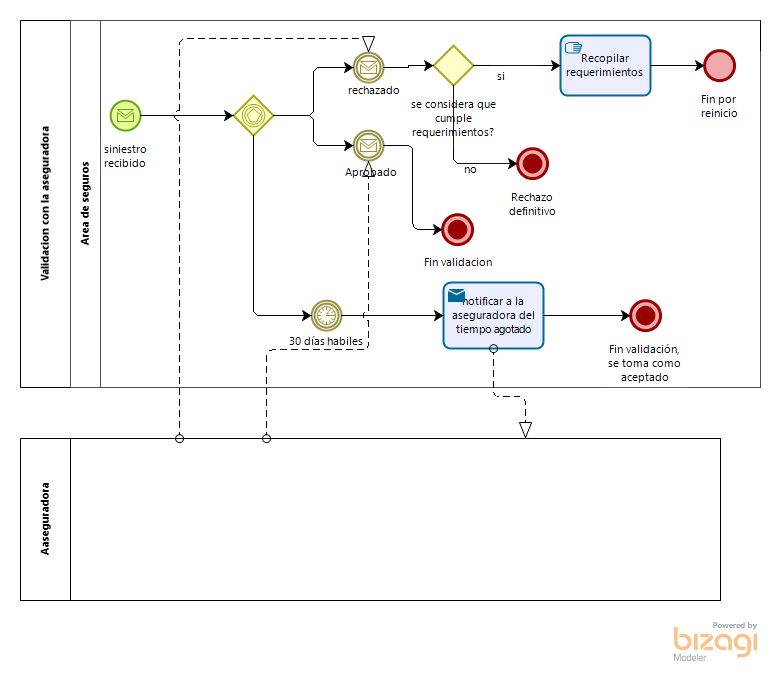 Validacion con la aseguradora
Area de seguros
siniestro
recibido
rechazado
se considera que
cumple
requerimientos?
si
Recopilar
requerimientos
Fin por
reinicio
no
Rechazo
definitivo
Aprobado
Fin validacion
30 días habiles
notificar a la
aseguradora del
tiempo agotado
Fin validación,
se toma como
aceptado
Aaseguradora
Powered by
bizagi
Modeler